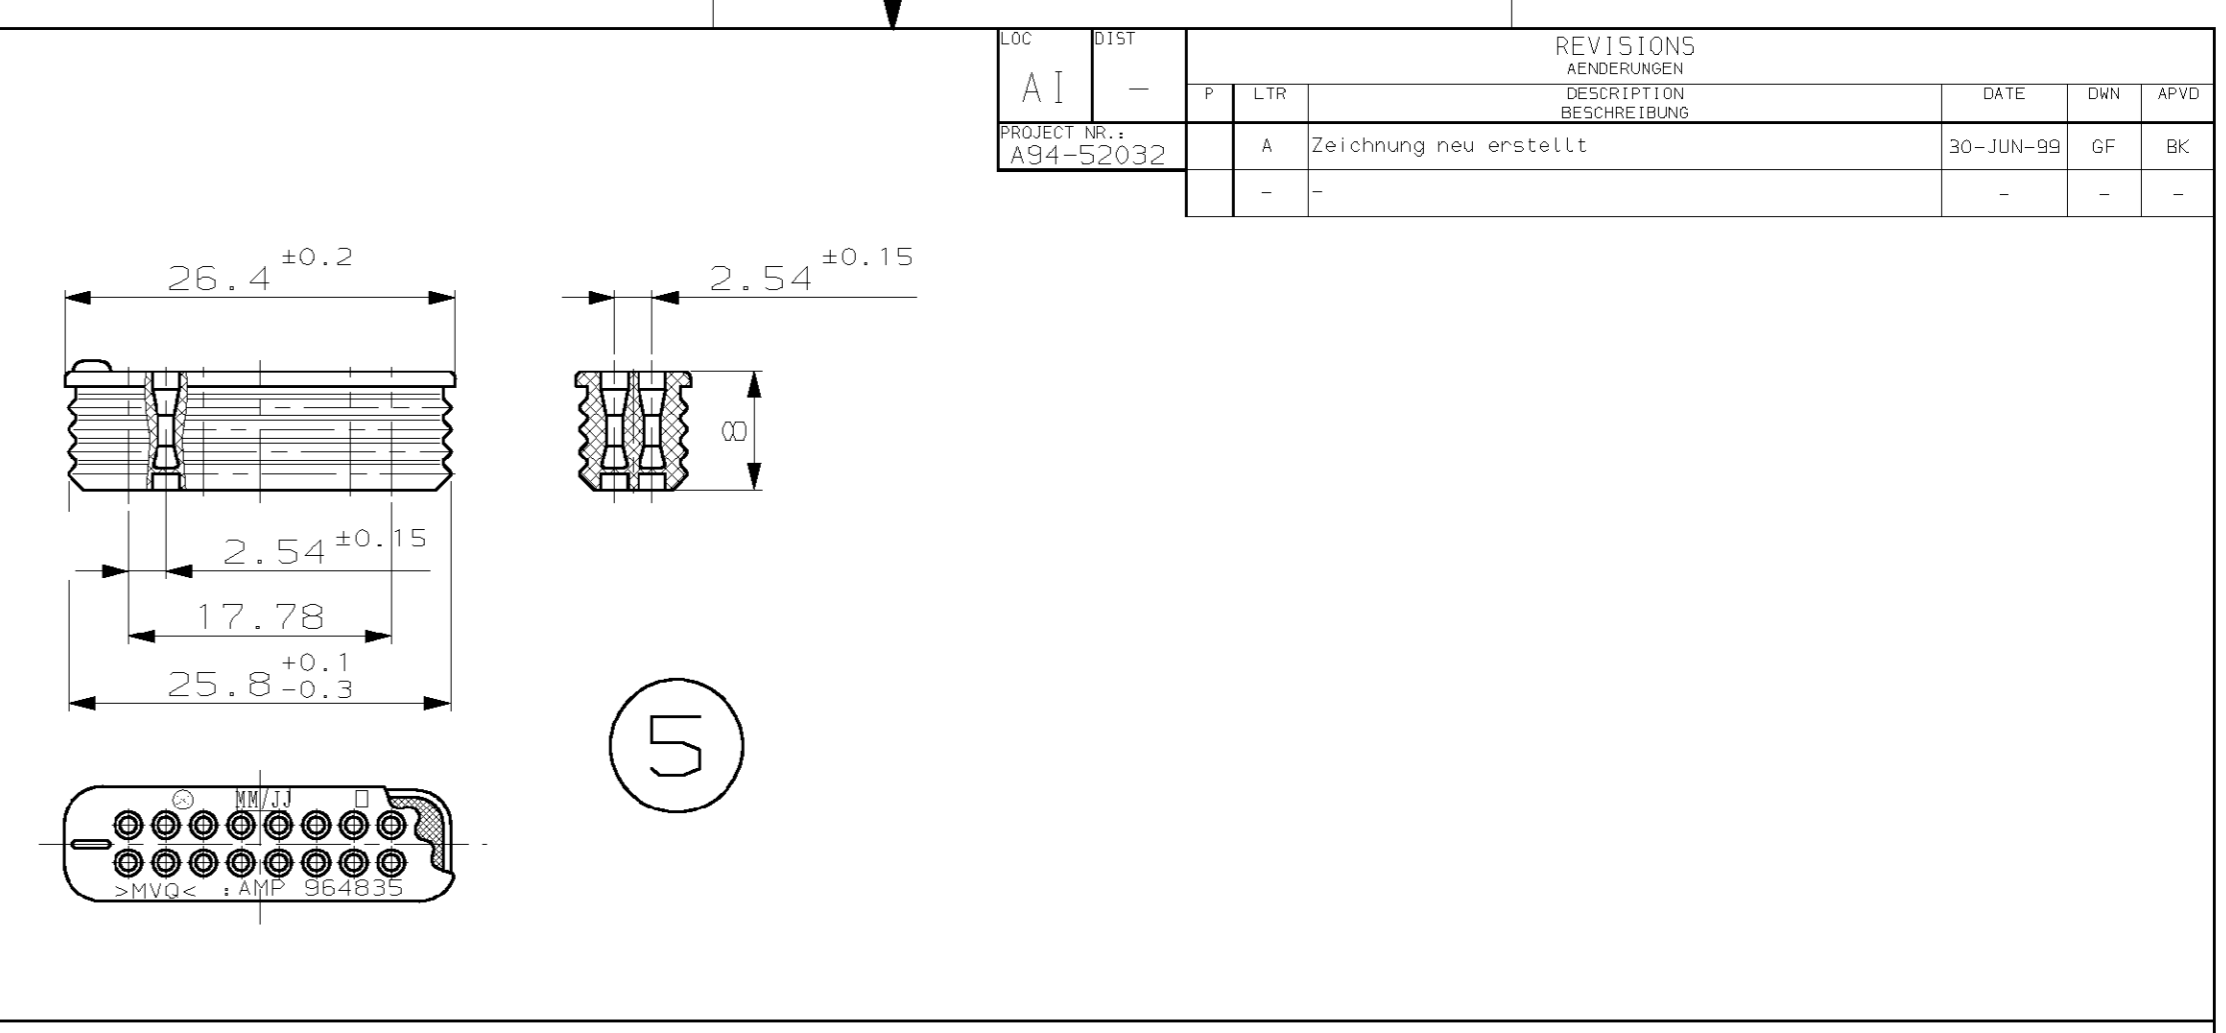 LOC
DIST
REVISIONS
AENDERUNGEN
AI
-
P
LTR
DESCRIPTION
BESCHREIBUNG
DATE
DWN
APVD
PROJECT NR.:
A94-52032
A
Zeichnung neu erstellt
30-JUN-99
GF
BK
-
-
-
-
-
26.4 ±0.2
2.54 ±0.15
8
2.54 ±0.15
17.78
25.8 +0.1 -0.3
5
MM/JJ
>MVQ< : AMP 964835